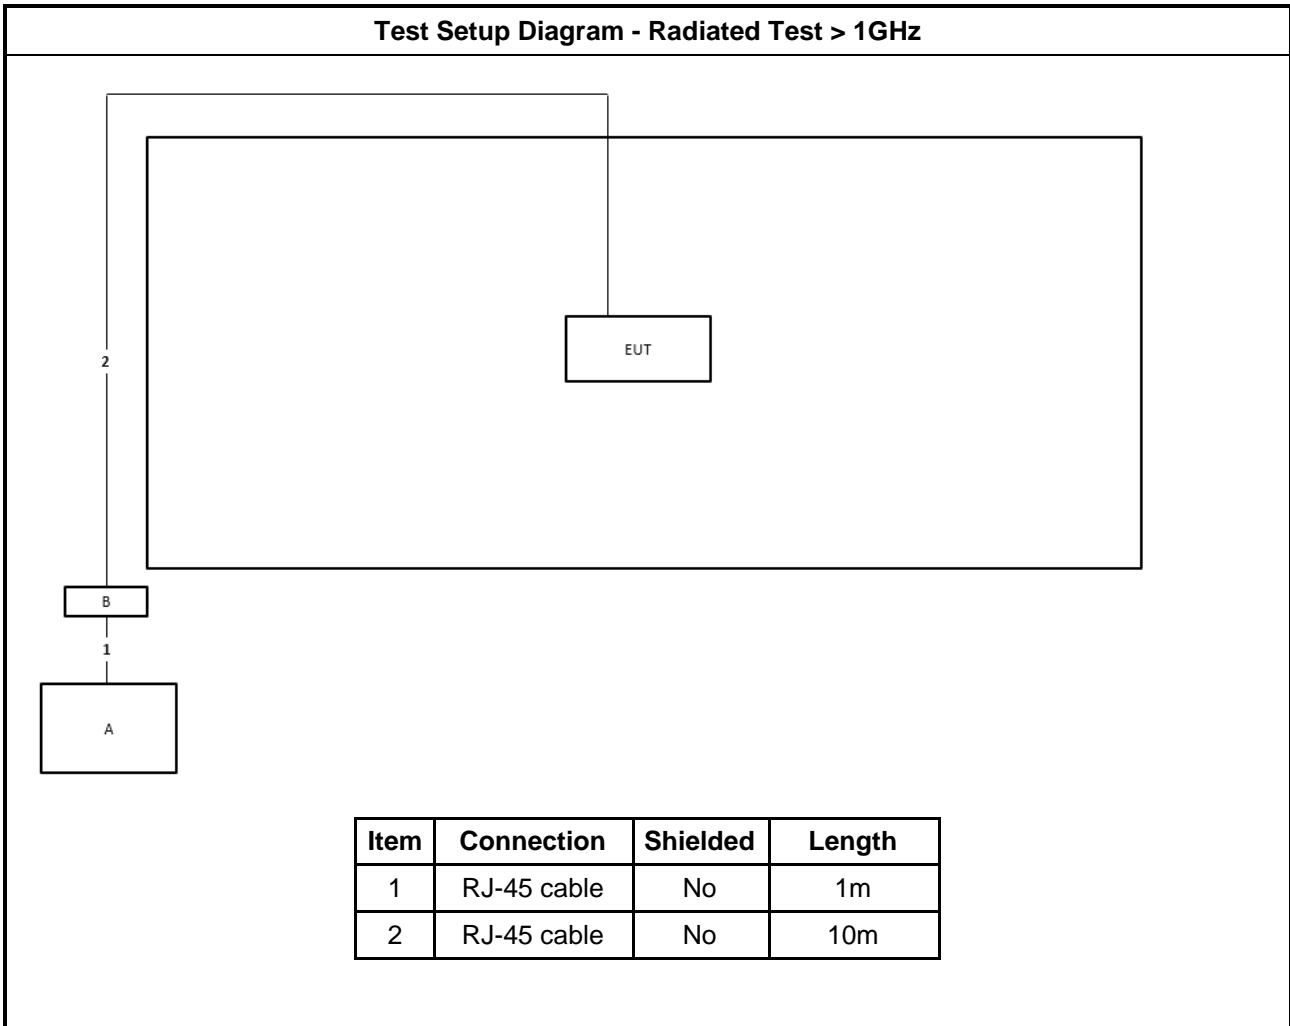 Test Setup Diagram - Radiated Test > 1GHz
EUT
2
B
1
A
Item Connection Shielded Length
1 RJ-45 cable No 1m
2 RJ-45 cable No 10m